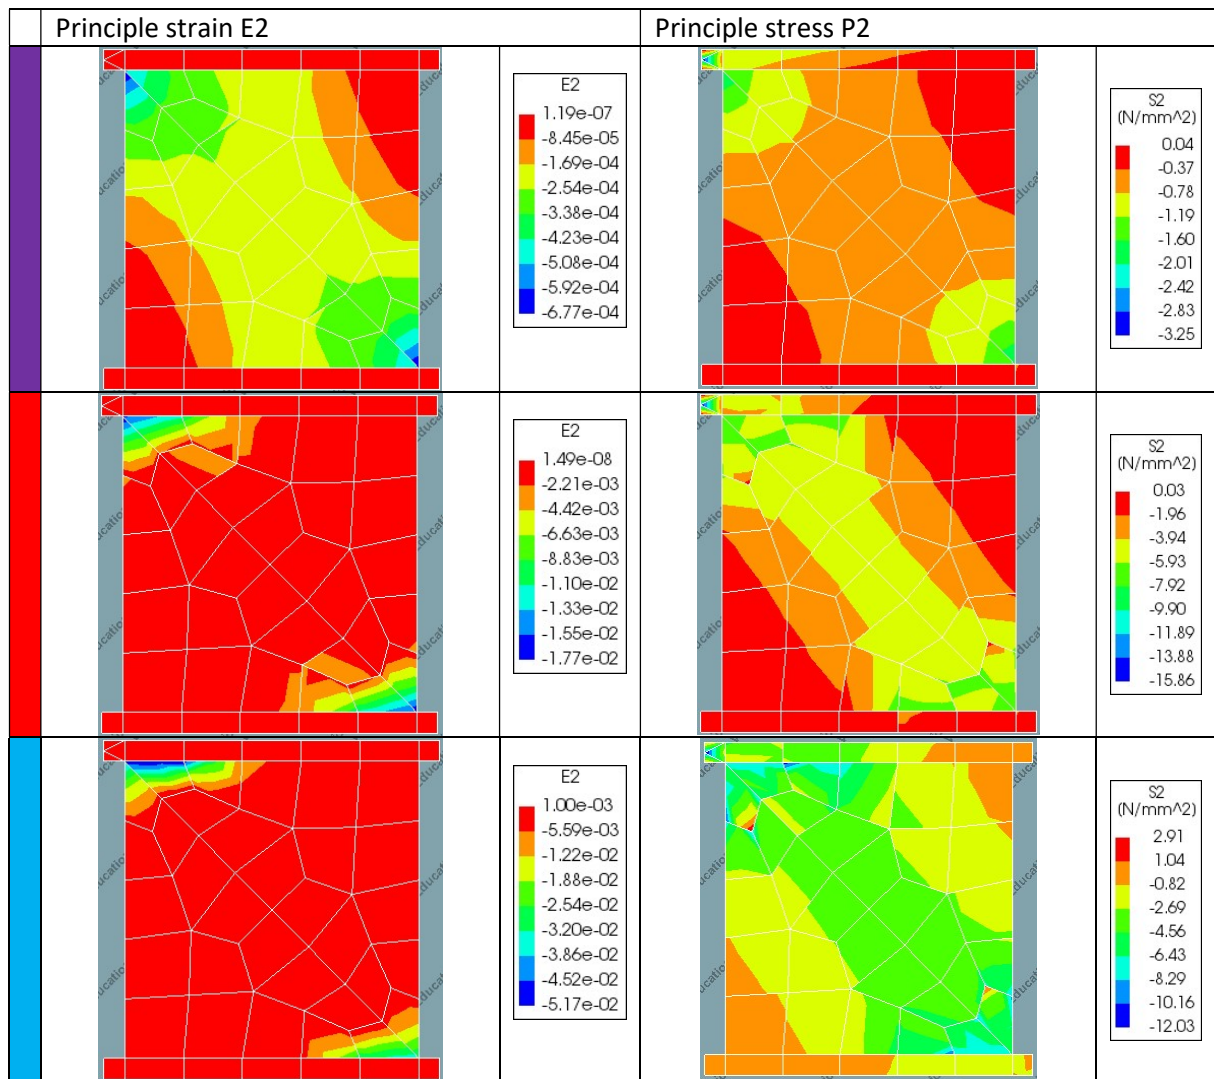 Principle strain E2
Principle stress P2
E2
1.19e-07
-8.45e-05
-1.69e-04
-2.54e-04
-3.38e-04
-4.23e-04
-5.08e-04
-5.92e-04
-6.77e-04
S2
(N/mm^2)
0.04
-0.37
-0.78
-1.19
-1.60
-2.01
-2.42
-2.83
-3.25
E2
1.49e-08
-2.21e-03
-4.42e-03
-6.63e-03
-8.83e-03
-1.10e-02
-1.33e-02
-1.55e-02
-1.77e-02
S2
(N/mm^2)
0.03
-1.96
-3.94
-5.93
-7.92
-9.90
-11.89
-13.88
-15.86
E2
1.00e-03
-5.59e-03
-1.22e-02
-1.88e-02
-2.54e-02
-3.20e-02
-3.86e-02
-4.52e-02
-5.17e-02
S2
(N/mm^2)
2.91
1.04
-0.82
-2.69
-4.56
-6.43
-8.29
-10.16
-12.03